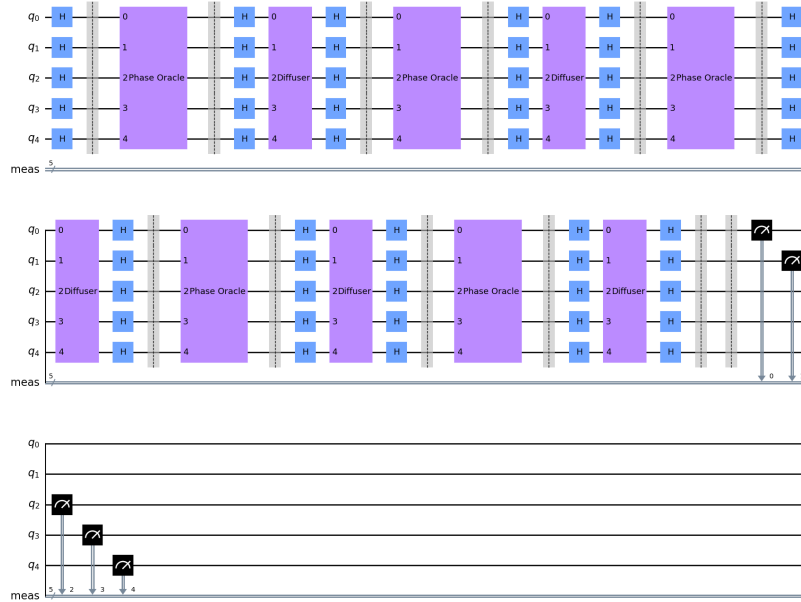 q0 H 0 H 0 H 0 H 0 H 0 H
q1 H 1 H 1 H 1 H 1 H 1 H
q2 H 2 Phase Oracle H 2 Diffuser H 2 Phase Oracle H 2 Diffuser H 2 Phase Oracle H
q3 H 3 H 3 H 3 H 3 H 3 H
q4 H 4 H 4 H 4 H 4 H 4 H
meas 5
q0 0 H 0 H 0 H 0 H 0 H
q1 1 H 1 H 1 H 1 H 1 H
q2 2 Diffuser H 2 Phase Oracle H 2 Diffuser H 2 Phase Oracle H 2 Diffuser H
q3 3 H 3 H 3 H 3 H 3 H
q4 4 H 4 H 4 H 4 H 4 H
meas 5 0
q0
q1
q2
q3
q4
meas 5 2 3 4